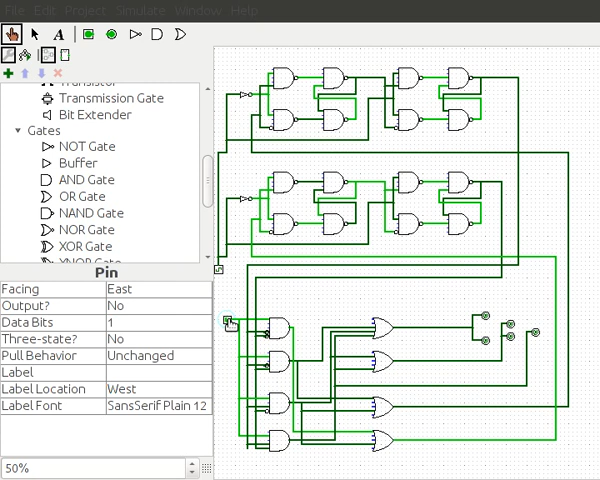 File Edit Project Simulate Window Help
A
Transistor
Transmission Gate
Bit Extender
Gates
NOT Gate
Buffer
AND Gate
OR Gate
NAND Gate
NOR Gate
XOR Gate
XNOR Gate
Pin
Facing East
Output? No
Data Bits 1
Three-state? No
Pull Behavior Unchanged
Label
Label Location West
Label Font SansSerif Plain 12
50%